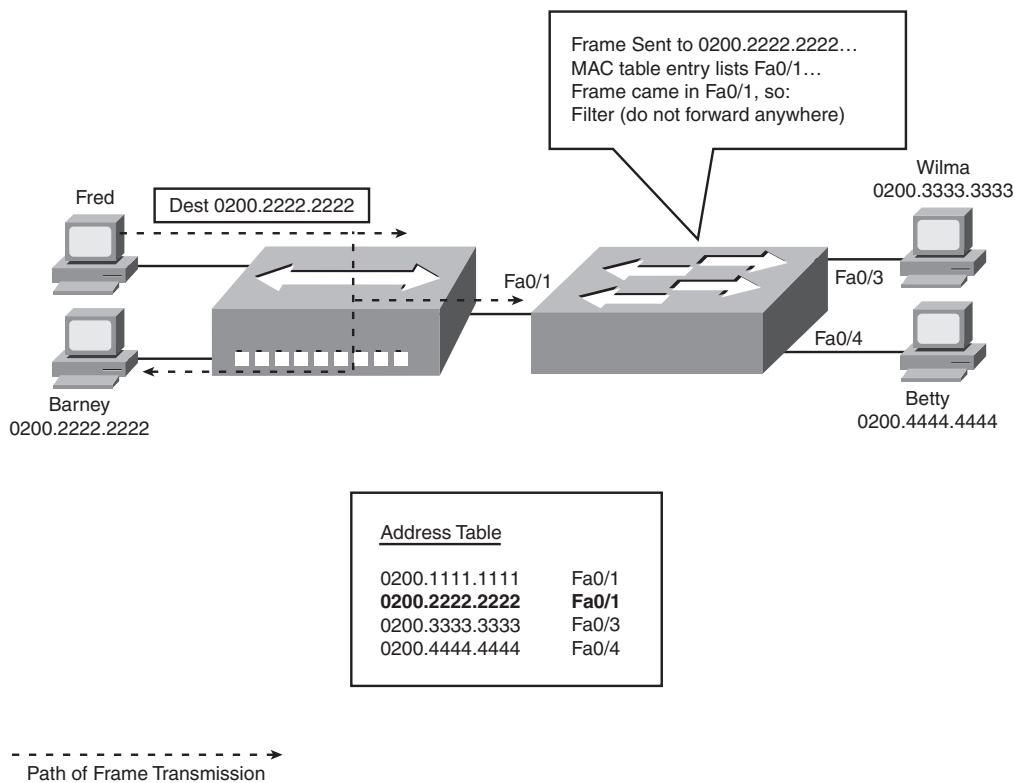 Frame Sent to 0200.2222.2222…
MAC table entry lists Fa0/1…
Frame came in Fa0/1, so:
Filter (do not forward anywhere)
Fred
Dest 0200.2222.2222
Wilma
0200.3333.3333
Fa0/1
Fa0/3
Fa0/4
Barney
0200.2222.2222
Betty
0200.4444.4444
Address Table
0200.1111.1111 Fa0/1
0200.2222.2222 Fa0/1
0200.3333.3333 Fa0/3
0200.4444.4444 Fa0/4
Path of Frame Transmission